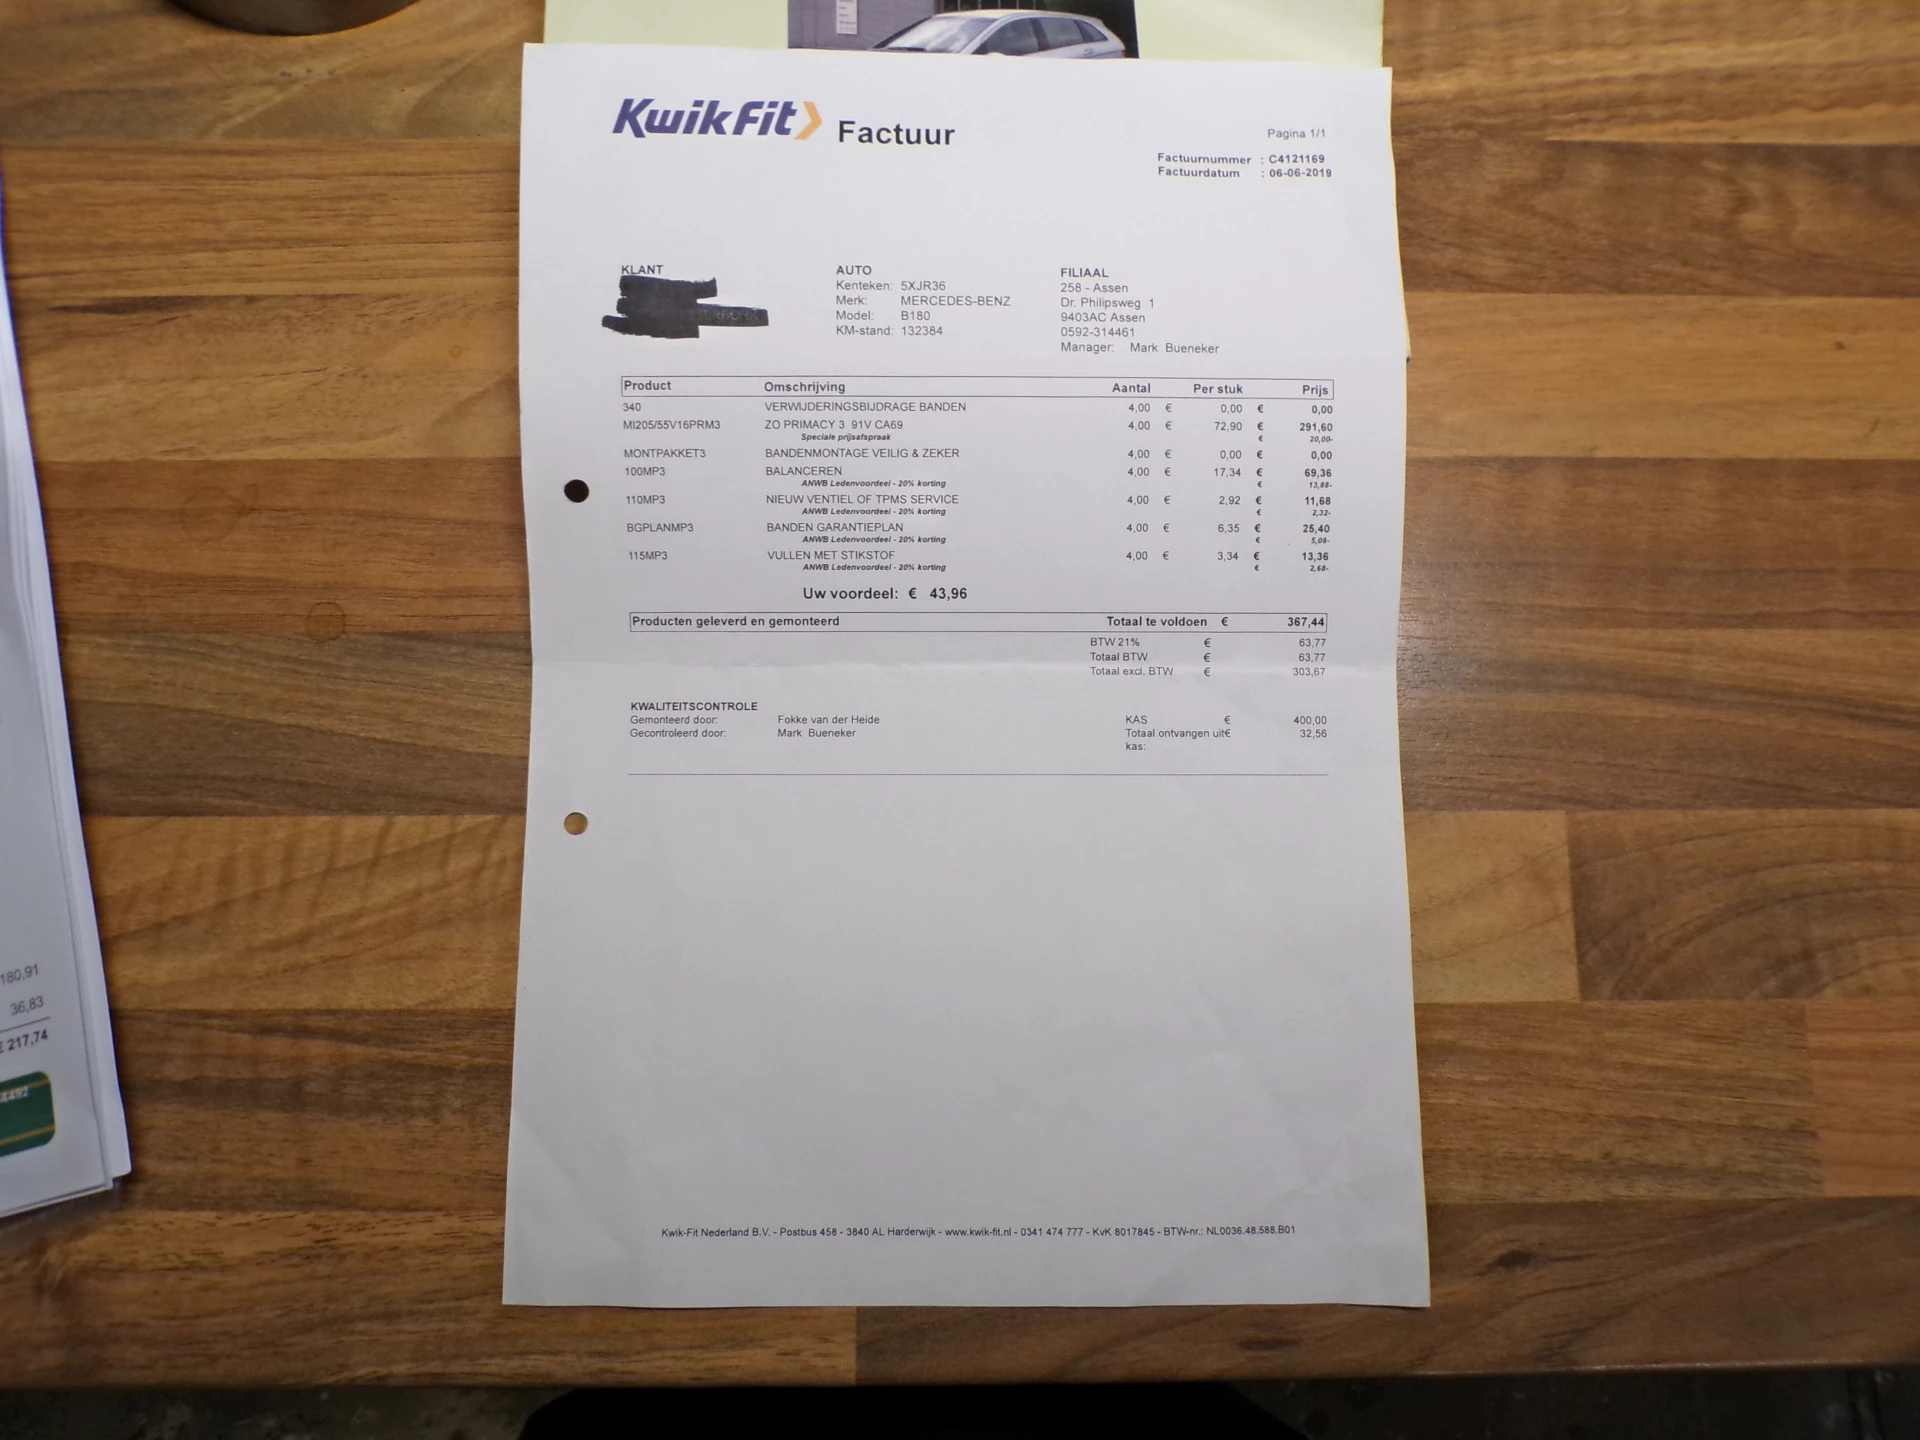 KwikFit Factuur
Pagina 1/1
Factuurnummer : C4121169
Factuurdatum : 06-06-2019
KLANT
AUTO
Kenteken: 5XJR36
Merk: MERCEDES-BENZ
Model: B180
KM-stand: 132384
FILIAAL
258 - Assen
Dr. Philipsweg 1
9403AC Assen
0592-314461
Manager: Mark Bueneker
Product Omschrijving Aantal Per stuk Prijs
340 VERWIJDERINGSBIJDRAGE BANDEN 4,00 € 0,00 € 0,00
MI205/55V16PRM3 ZO PRIMACY 3 91V CA69 4,00 € 72,90 € 291,60
Speciale prijsafspraak € 20,00-
MONTPAKKET3 BANDENMONTAGE VEILIG & ZEKER 4,00 € 0,00 € 0,00
100MP3 BALANCEREN 4,00 € 17,34 € 69,36
ANWB Ledenvoordeel - 20% korting € 13,88-
110MP3 NIEUW VENTIEL OF TPMS SERVICE 4,00 € 2,92 € 11,68
ANWB Ledenvoordeel - 20% korting € 2,32-
BGPLANMP3 BANDEN GARANTIEPLAN 4,00 € 6,35 € 25,40
ANWB Ledenvoordeel - 20% korting € 5,08-
115MP3 VULLEN MET STIKSTOF 4,00 € 3,34 € 13,36
ANWB Ledenvoordeel - 20% korting € 2,68-
Uw voordeel: € 43,96
Producten geleverd en gemonteerd Totaal te voldoen € 367,44
BTW 21% € 63,77
Totaal BTW € 63,77
Totaal excl. BTW € 303,67
KWALITEITSCONTROLE
Gemonteerd door: Fokke van der Heide KAS € 400,00
Gecontroleerd door: Mark Bueneker Totaal ontvangen uit€ 32,56
kas:
Kwik-Fit Nederland B.V. - Postbus 458 - 3840 AL Harderwijk - www.kwik-fit.nl - 0341 474 777 - KvK 8017845 - BTW-nr.: NL0036.48.588.B01
180,91
36,83
€ 217,74
4492